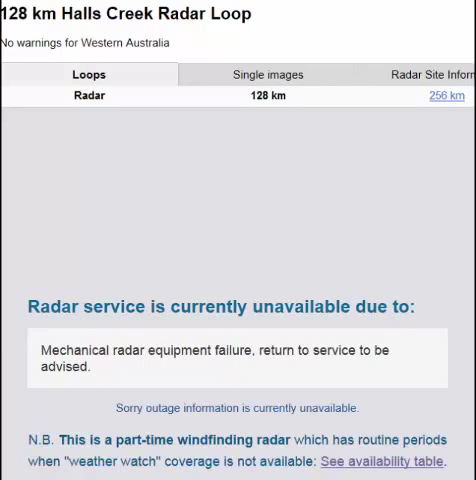 128 km Halls Creek Radar Loop
No warnings for Western Australia
Loops Single images Radar Site Infor
Radar 128 km 256 km
Radar service is currently unavailable due to:
Mechanical radar equipment failure, return to service to be
advised.
Sorry outage information is currently unavailable.
N.B. This is a part-time windfinding radar which has routine periods
when "weather watch" coverage is not available: See availability table.